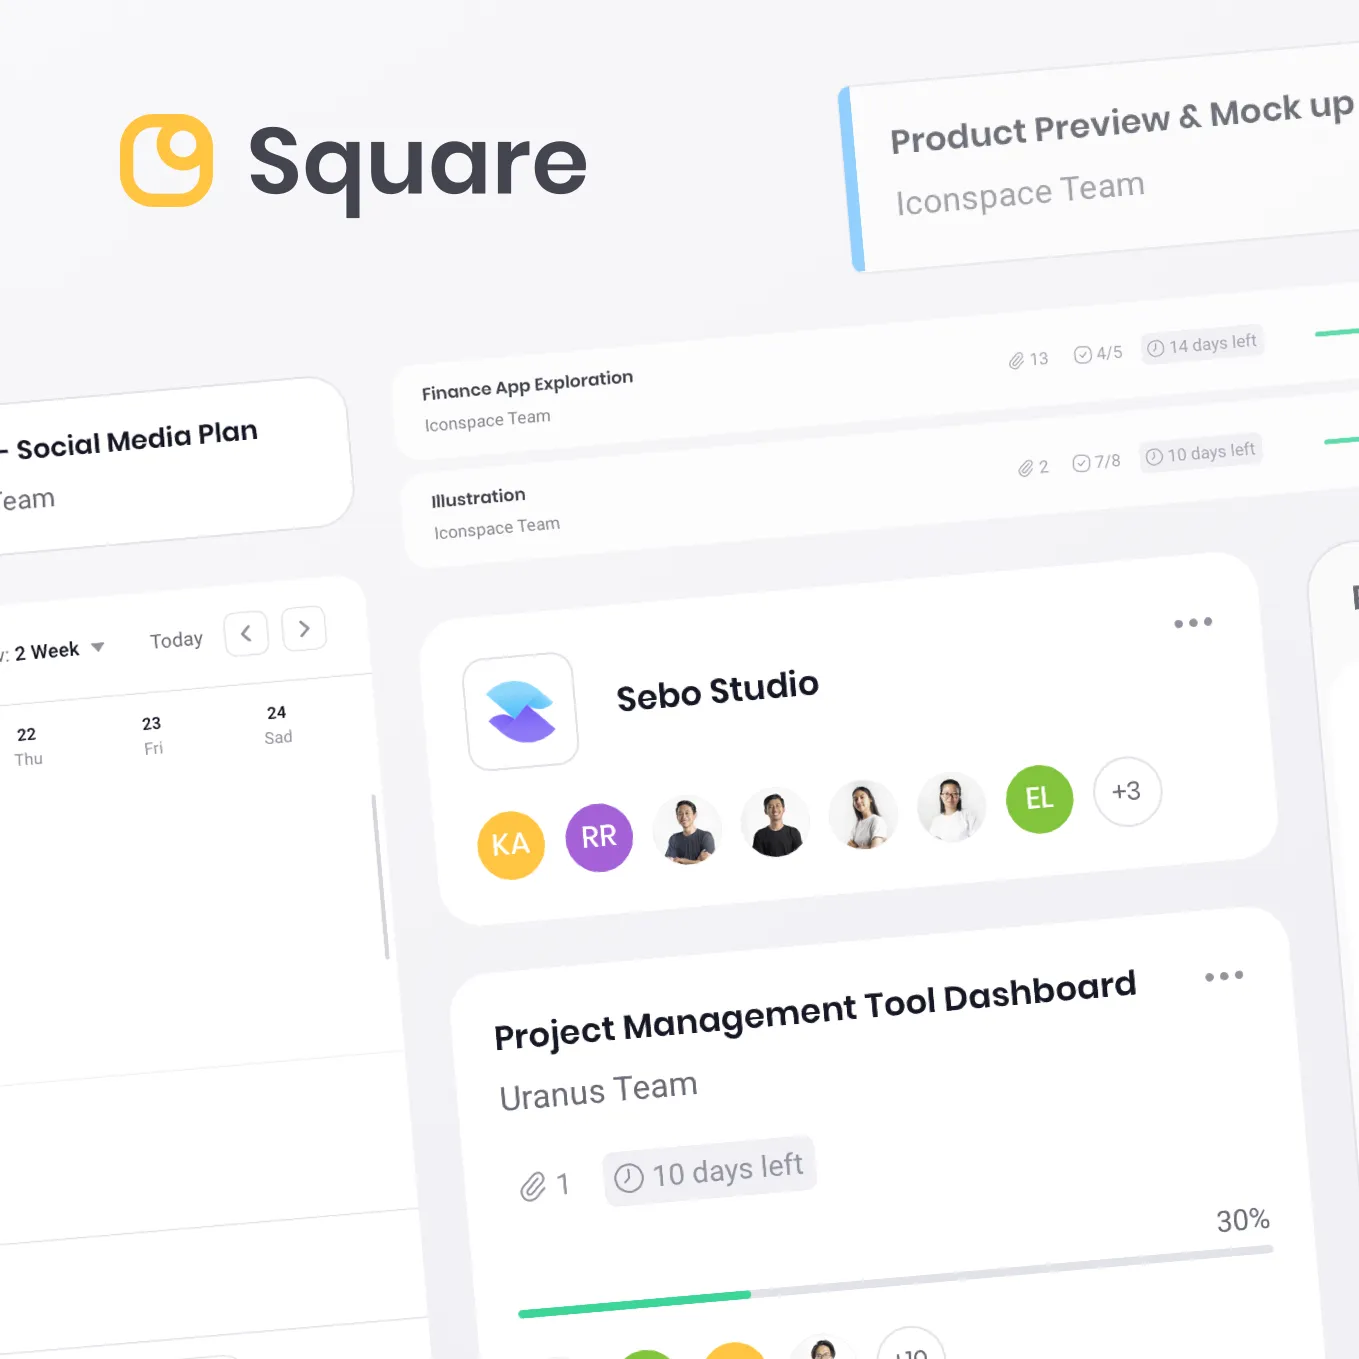 Square
Product Preview & Mock up
Iconspace Team
Finance App Exploration
Iconspace Team
13
4/5
14 days left
Illustration
Iconspace Team
2
7/8
10 days left
- Social Media Plan
Team
: 2 Week
Today
22
Thu
23
Fri
24
Sad
Sebo Studio
KA
RR
EL
+3
Project Management Tool Dashboard
Uranus Team
1
10 days left
30%
+10